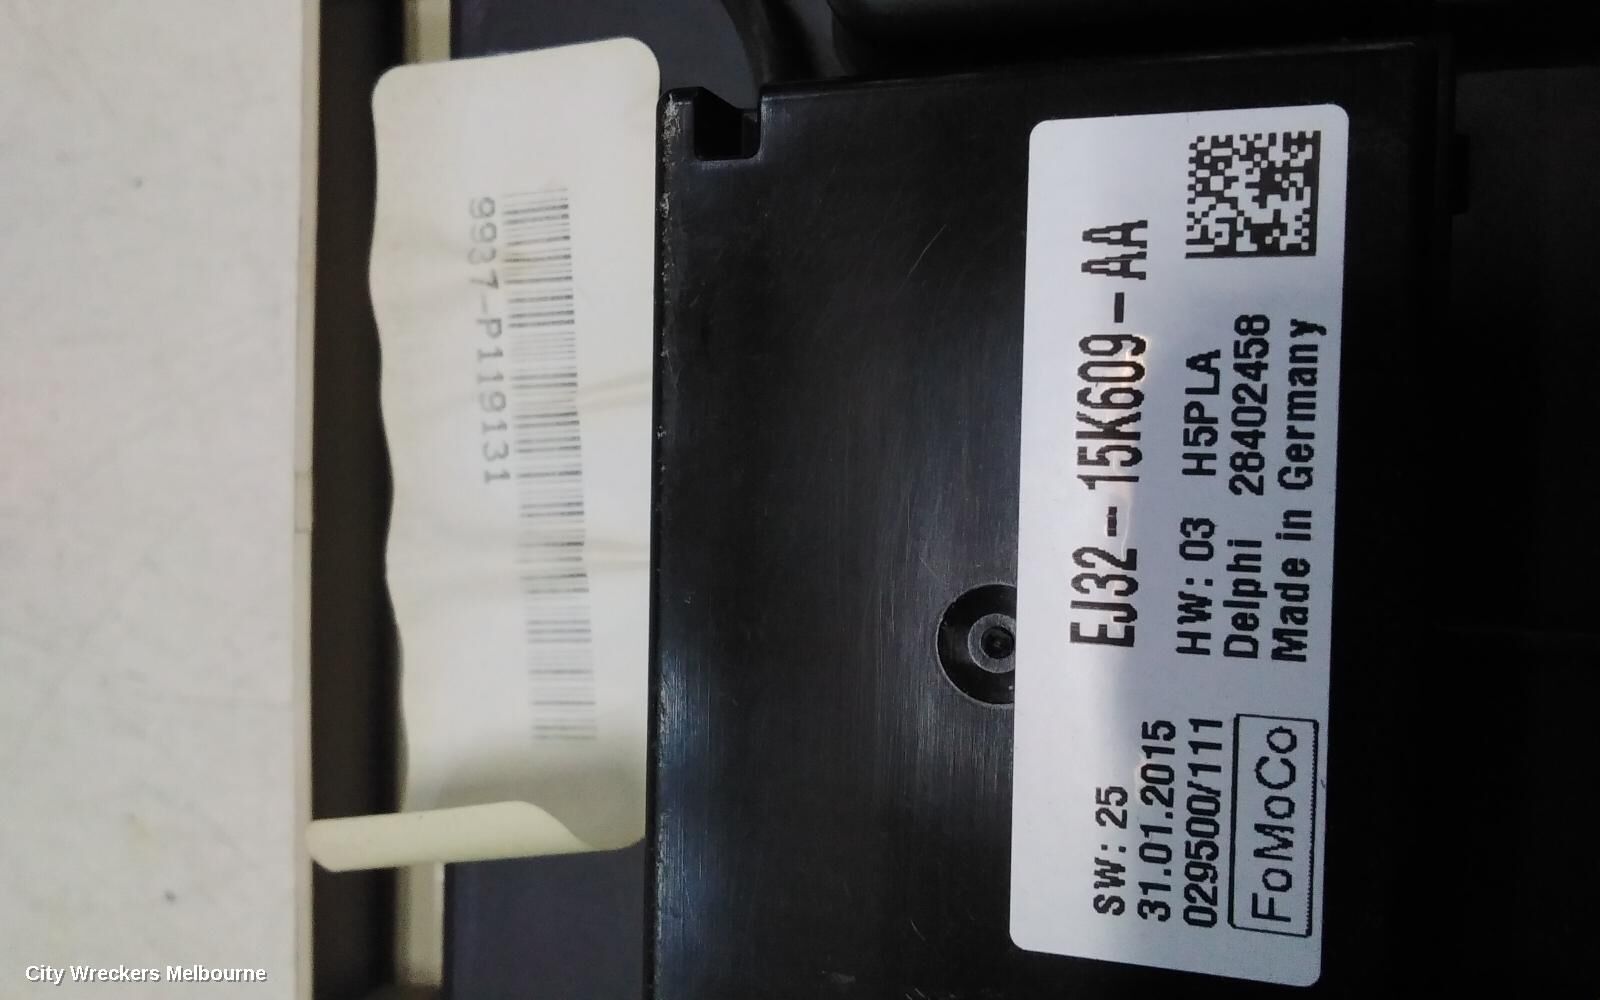 9937-P119131
EJ32-15K609-AA
HW: 03 H5PLA
Delphi 28402458
Made in Germany
SW: 25
31.01.2015
029500/111
FoMoCo
City Wreckers Melbourne